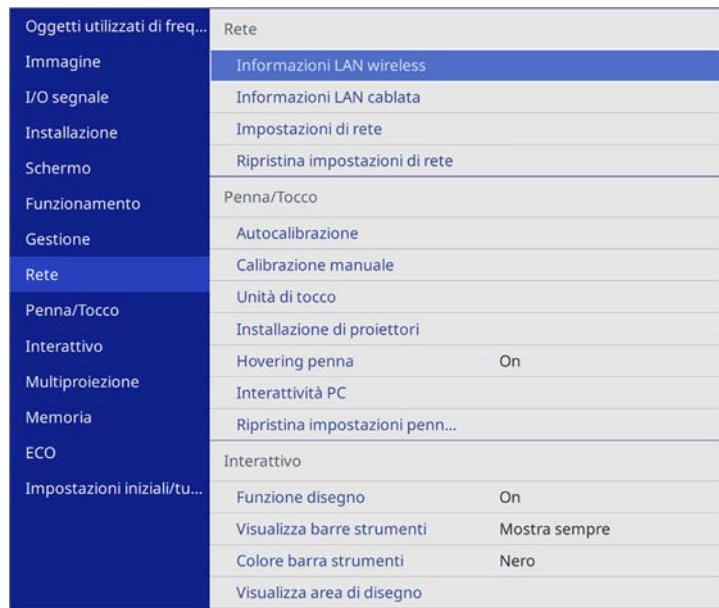 Oggetti utilizzati di freq...
Immagine
I/O segnale
Installazione
Schermo
Funzionamento
Gestione
Rete
Penna/Tocco
Interattivo
Multiproiezione
Memoria
ECO
Impostazioni iniziali/tu...
Rete
Informazioni LAN wireless
Informazioni LAN cablata
Impostazioni di rete
Ripristina impostazioni di rete
Penna/Tocco
Autocalibrazione
Calibrazione manuale
Unità di tocco
Installazione di proiettori
Hovering penna On
Interattività PC
Ripristina impostazioni penn...
Interattivo
Funzione disegno On
Visualizza barre strumenti Mostra sempre
Colore barra strumenti Nero
Visualizza area di disegno